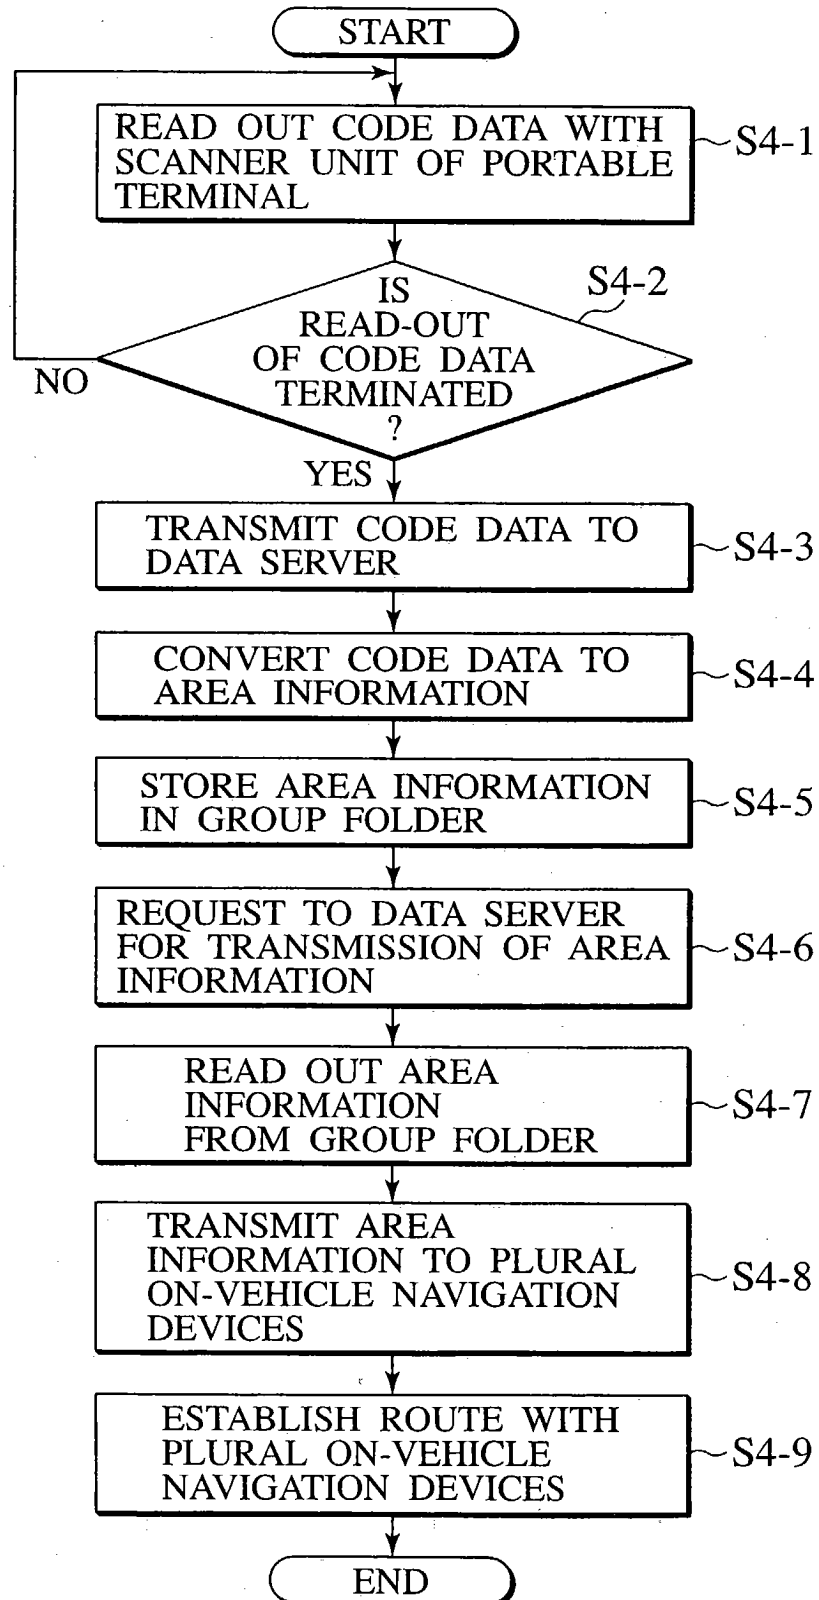 START
READ OUT CODE DATA WITH
SCANNER UNIT OF PORTABLE
TERMINAL
S4-1
IS
READ-OUT
OF CODE DATA
TERMINATED
?
S4-2
NO
YES
TRANSMIT CODE DATA TO
DATA SERVER
S4-3
CONVERT CODE DATA TO
AREA INFORMATION
S4-4
STORE AREA INFORMATION
IN GROUP FOLDER
S4-5
REQUEST TO DATA SERVER
FOR TRANSMISSION OF AREA
INFORMATION
S4-6
READ OUT AREA
INFORMATION
FROM GROUP FOLDER
S4-7
TRANSMIT AREA
INFORMATION TO PLURAL
ON-VEHICLE NAVIGATION
DEVICES
S4-8
ESTABLISH ROUTE WITH
PLURAL ON-VEHICLE
NAVIGATION DEVICES
S4-9
END